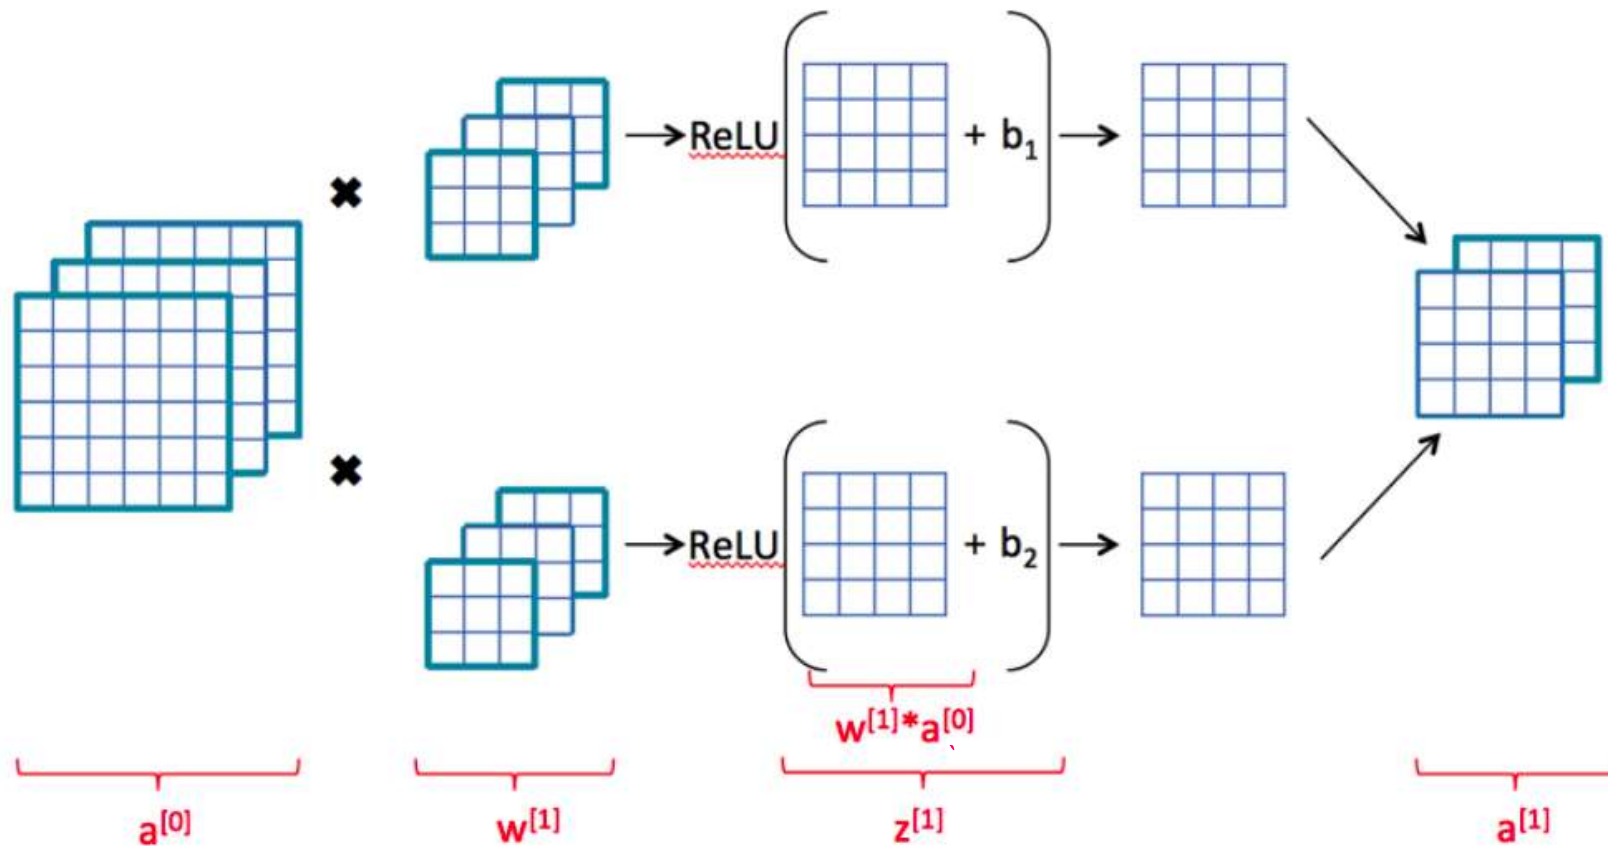 ✖ → ReLU ( + b₁ ) →
✖ → ReLU ( + b₂ ) →
w[1]*a[0]
a[0] w[1] z[1] a[1]